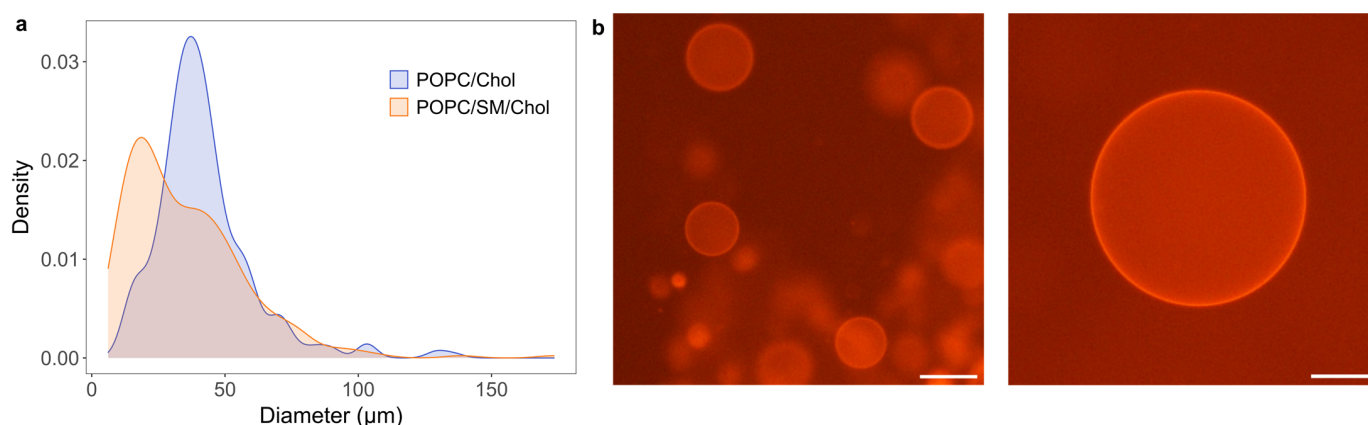 a
0.03
0.02
0.01
0.00
Density
0
50
100
150
Diameter (µm)
POPC/Chol
POPC/SM/Chol
b